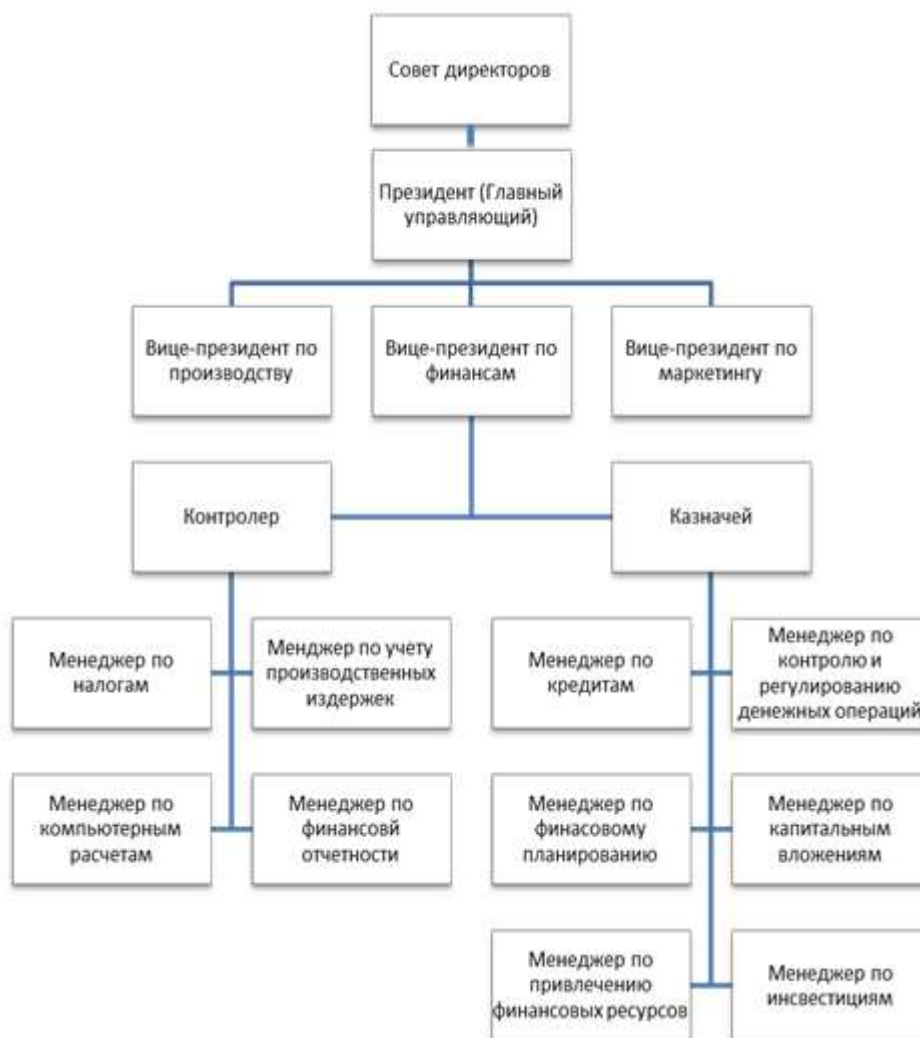 Совет директоров
Президент (Главный
управляющий)
Вице-президент по
производству
Вице-президент по
финансам
Вице-президент по
маркетингу
Контролер
Казначей
Менеджер по
налогам
Менджер по учету
производственных
издержек
Менеджер по
кредитам
Менеджер по
контролю и
регулированию
денежных операций
Менеджер по
компьютерным
расчетам
Менеджер по
финансовй
отчетности
Менеджер по
финасовому
планированию
Менеджер по
капитальным
вложениям
Менеджер по
привлечению
финансовых ресурсов
Менеджер по
инсвестициям